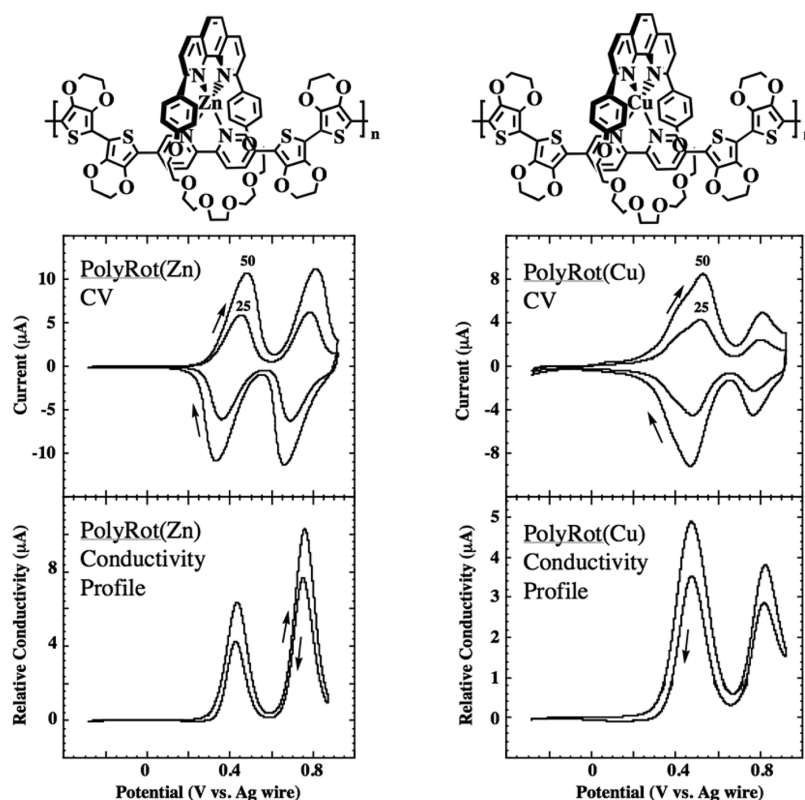 N N
Zn
N N
O O O O
S S S S
O O O O
O O O O O
n
N N
Cu
N N
O O O O
S S S S
O O O O
O O O O O
n
PolyRot(Zn)
CV
50
25
10
5
0
-5
-10
Current (µA)
PolyRot(Cu)
CV
50
25
8
4
0
-4
-8
Current (µA)
PolyRot(Zn)
Conductivity
Profile
8
4
0
Relative Conductivity (µA)
0 0.4 0.8
Potential (V vs. Ag wire)
PolyRot(Cu)
Conductivity
Profile
5
4
3
2
1
0
Relative Conductivity (µA)
0 0.4 0.8
Potential (V vs. Ag wire)